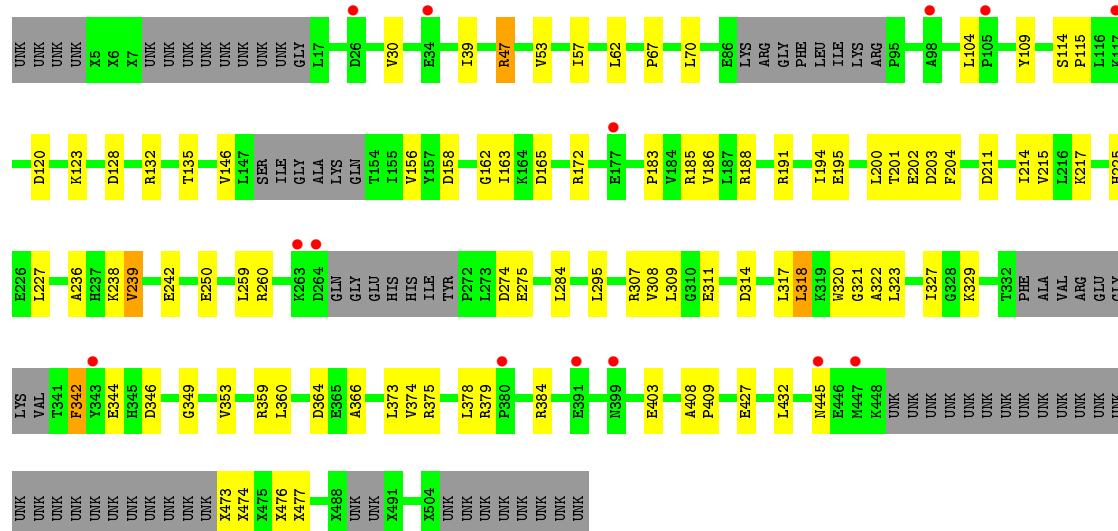 UNK UNK UNK UNK X5 X6 X7 UNK UNK UNK UNK UNK UNK UNK UNK GLY L17 D26 V30 E34 I39 R47 V53 I57 L62 P67 L70 E86 LYS ARG GLY PHE LEU ILE LYS ARG P95 A98 L104 P105 Y109 S114 P115 L116 K117
D120 K123 D128 R132 T135 V146 L147 SER ILE GLY ALA LYS GLN T154 I155 V156 Y157 D158 G162 I163 K164 D165 R172 E177 P183 V184 R185 V186 L187 R188 R191 I194 E195 L200 T201 E202 D203 F204 D211 I214 V215 L216 K217 H225
E226 L227 A236 H237 K238 V239 E242 E250 L259 R260 K263 D264 GLN GLY GLU HIS HIS ILE TYR P272 L273 D274 E275 L284 L295 R307 V308 L309 G310 E311 D314 L317 L318 K319 W320 G321 A322 L323 I327 G328 K329 T332 PHE ALA VAL ARG GLU GLY
LYS VAL T341 F342 Y343 E344 H345 D346 G349 V353 R359 L360 D364 E365 A366 L373 V374 R375 L378 R379 P380 R384 E391 N399 E403 A408 P409 E427 L432 N445 E446 M447 K448 UNK UNK UNK UNK UNK UNK UNK UNK UNK UNK UNK
UNK UNK UNK UNK UNK UNK UNK UNK UNK UNK UNK UNK UNK X473 X474 X475 X476 X477 X488 UNK UNK X491 X504 UNK UNK UNK UNK UNK UNK UNK UNK UNK